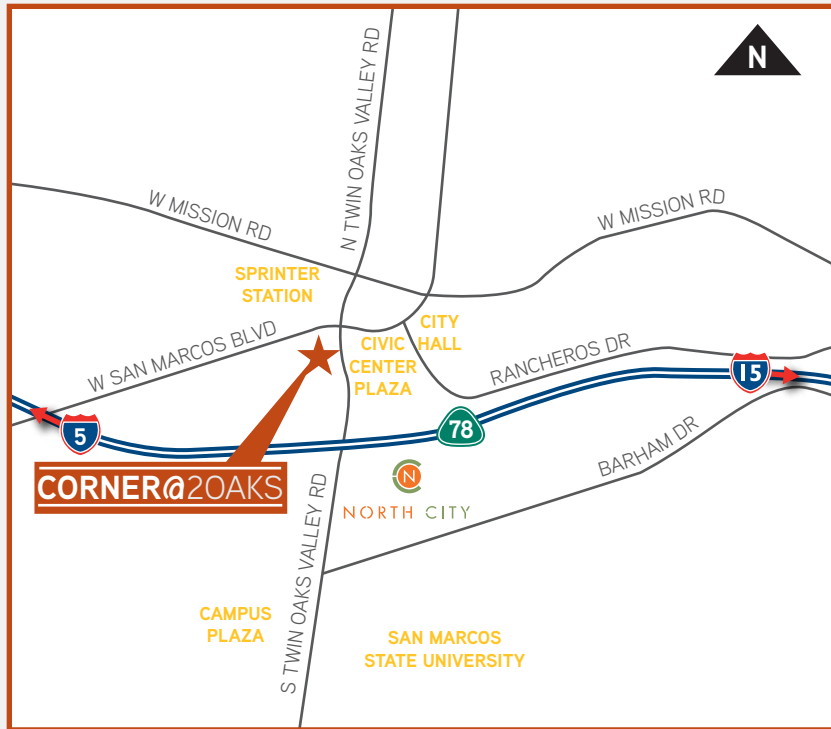 N
N TWIN OAKS VALLEY RD
W MISSION RD
W MISSION RD
SPRINTER
STATION
CITY
HALL
W SAN MARCOS BLVD
CIVIC
CENTER
PLAZA
RANCHEROS DR
15
5
78
BARHAM DR
CORNER@2OAKS
N
NORTH CITY
S TWIN OAKS VALLEY RD
CAMPUS
PLAZA
SAN MARCOS
STATE UNIVERSITY